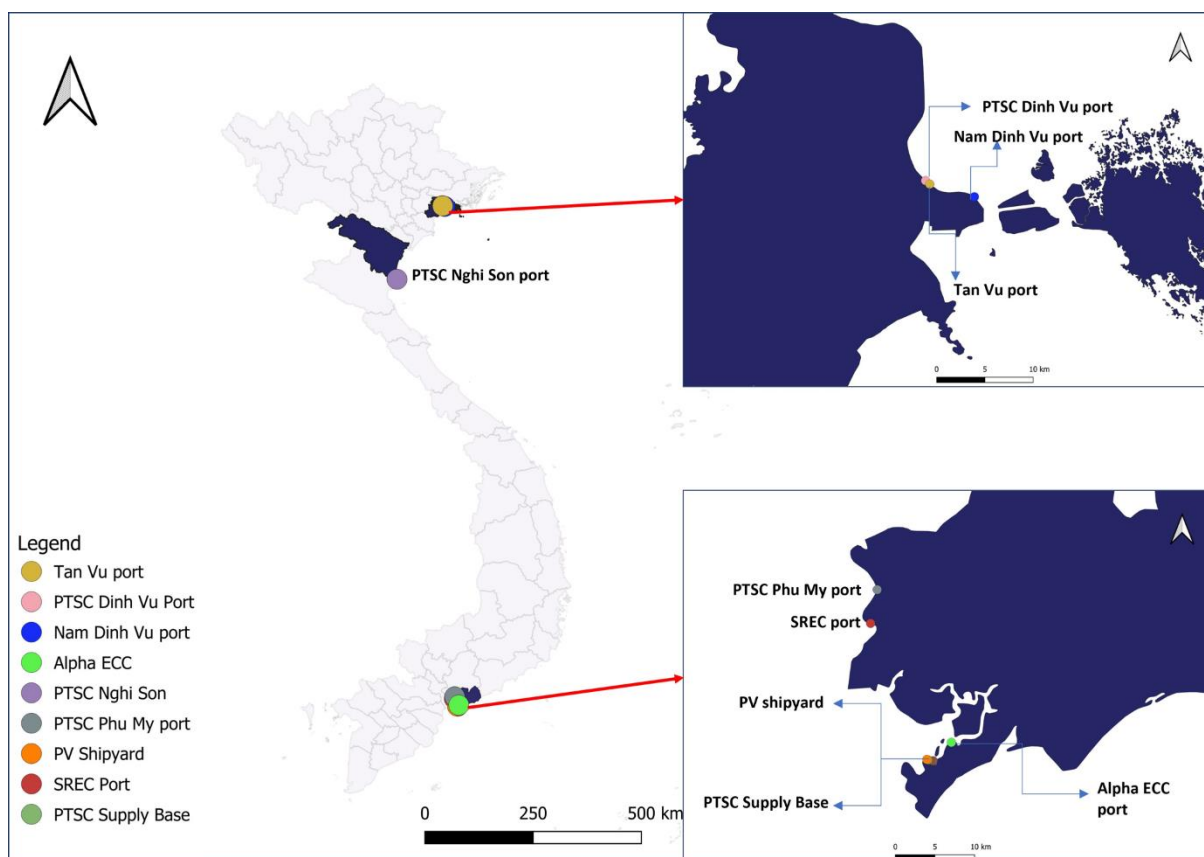 PTSC Dinh Vu port
Nam Dinh Vu port
Tan Vu port
0 5 10 km
PTSC Nghi Son port
PTSC Phu My port
SREC port
PV shipyard
PTSC Supply Base
Alpha ECC
port
0 5 10 km
Legend
Tan Vu port
PTSC Dinh Vu Port
Nam Dinh Vu port
Alpha ECC
PTSC Nghi Son
PTSC Phu My port
PV Shipyard
SREC Port
PTSC Supply Base
0 250 500 km